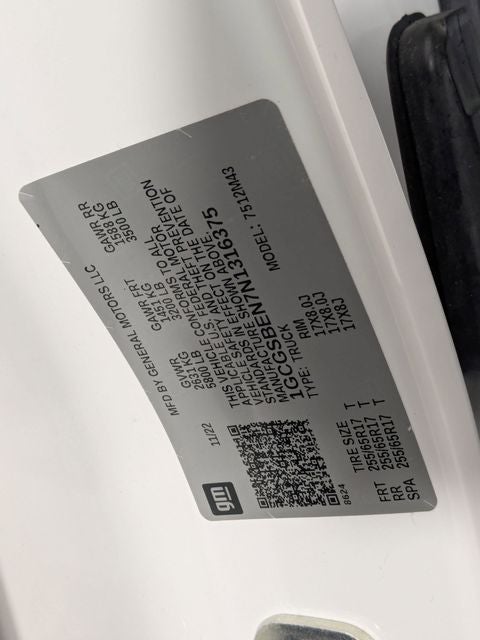 gm 11/22 MFD BY GENERAL MOTORS LLC
GVWR GAWR FRT GAWR RR
2631 KG 1451 KG 1588 KG
5800 LB 3200 LB 3500 LB
THIS VEHICLE CONFORMS TO ALL
APPLICABLE U.S. FEDERAL MOTOR
VEHICLE SAFETY AND THEFT PREVENTION
STANDARDS IN EFFECT ON THE DATE OF
MANUFACTURE SHOWN ABOVE.
1GCGSBEN7N1316375
TYPE: TRUCK MODEL: 7512M43
8624
TIRE SIZE RIM
FRT 255/65R17 T 17X8.0J
RR 255/65R17 T 17X8.0J
SPA 255/65R17 T 17X8J